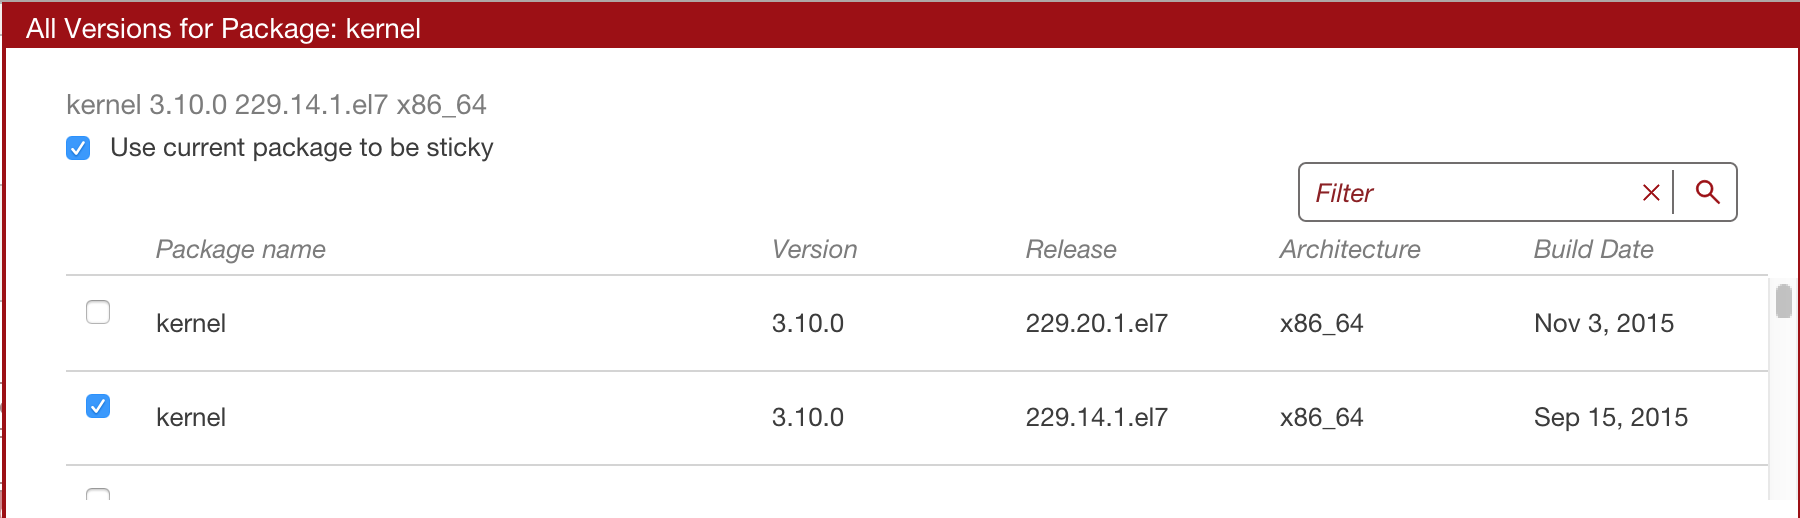 All Versions for Package: kernel
kernel 3.10.0 229.14.1.el7 x86_64
Use current package to be sticky
Filter
Package name Version Release Architecture Build Date
kernel 3.10.0 229.20.1.el7 x86_64 Nov 3, 2015
kernel 3.10.0 229.14.1.el7 x86_64 Sep 15, 2015